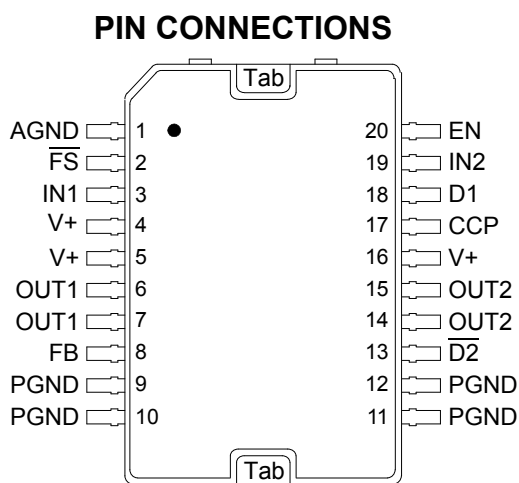 PIN CONNECTIONS
Tab
AGND 1 20 EN
F̅S̅ 2 19 IN2
IN1 3 18 D1
V+ 4 17 CCP
V+ 5 16 V+
OUT1 6 15 OUT2
OUT1 7 14 OUT2
FB 8 13 D̅2̅
PGND 9 12 PGND
PGND 10 11 PGND
Tab